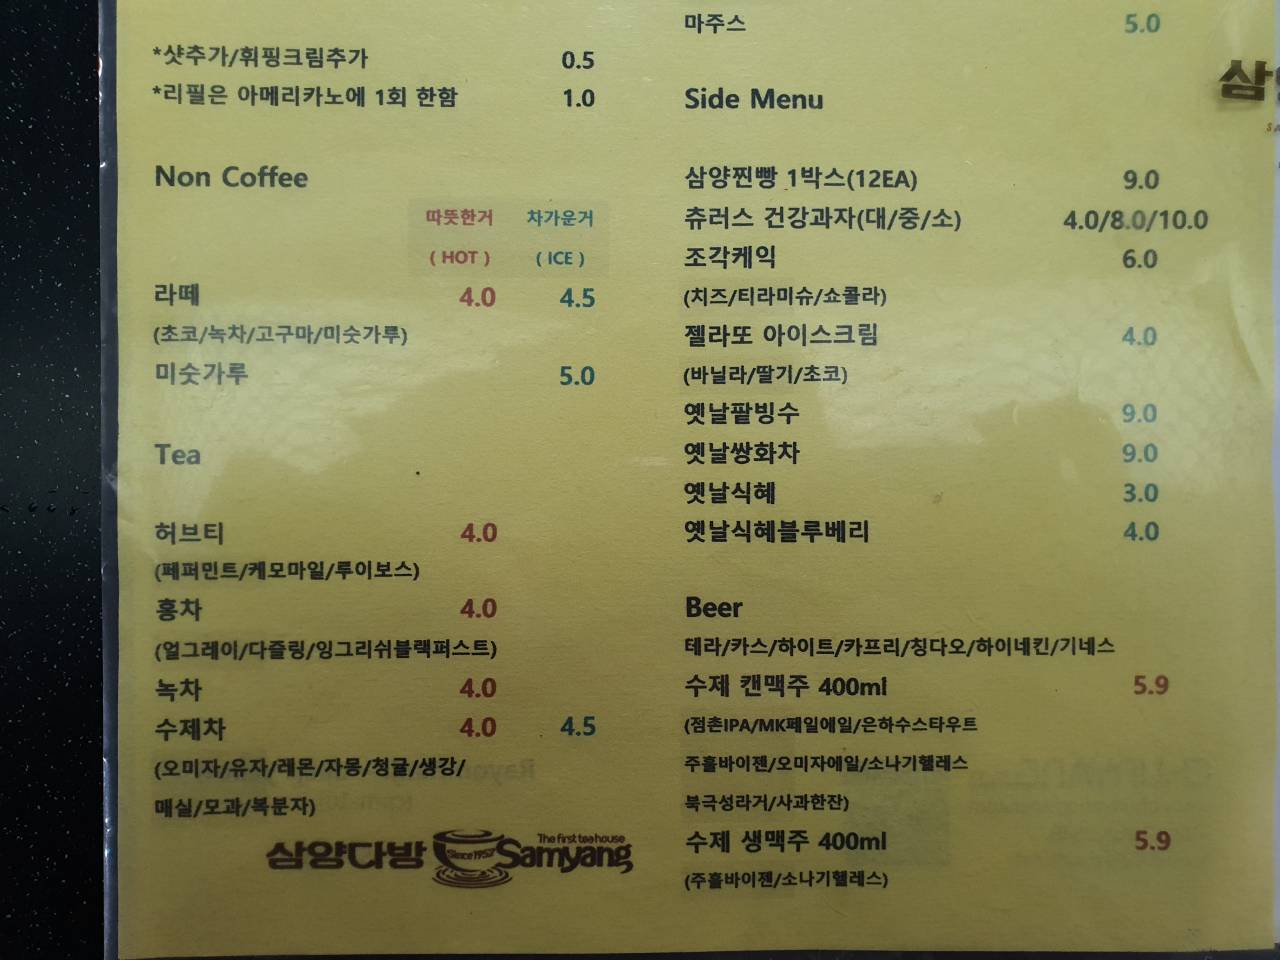 *샷추가/휘핑크림추가 0.5
*리필은 아메리카노에 1회 한함 1.0
Non Coffee
따뜻한거 차가운거
( HOT ) ( ICE )
라떼 4.0 4.5
(초코/녹차/고구마/미숫가루)
미숫가루 5.0
Tea
허브티 4.0
(페퍼민트/케모마일/루이보스)
홍차 4.0
(얼그레이/다즐링/잉그리쉬블랙퍼스트)
녹차 4.0
수제차 4.0 4.5
(오미자/유자/레몬/자몽/청귤/생강/
매실/모과/복분자)
삼양다방 Since 1957 The first tea house Samyang
마주스 5.0
Side Menu
삼양찐빵 1박스(12EA) 9.0
츄러스 건강과자(대/중/소) 4.0/8.0/10.0
조각케익 6.0
(치즈/티라미슈/쇼콜라)
젤라또 아이스크림 4.0
(바닐라/딸기/초코)
옛날팥빙수 9.0
옛날쌍화차 9.0
옛날식혜 3.0
옛날식혜블루베리 4.0
Beer
테라/카스/하이트/카프리/칭다오/하이네킨/기네스
수제 캔맥주 400ml 5.9
(점촌IPA/MK페일에일/은하수스타우트
주흘바이젠/오미자에일/소나기헬레스
북극성라거/사과한잔)
수제 생맥주 400ml 5.9
(주흘바이젠/소나기헬레스)
삼